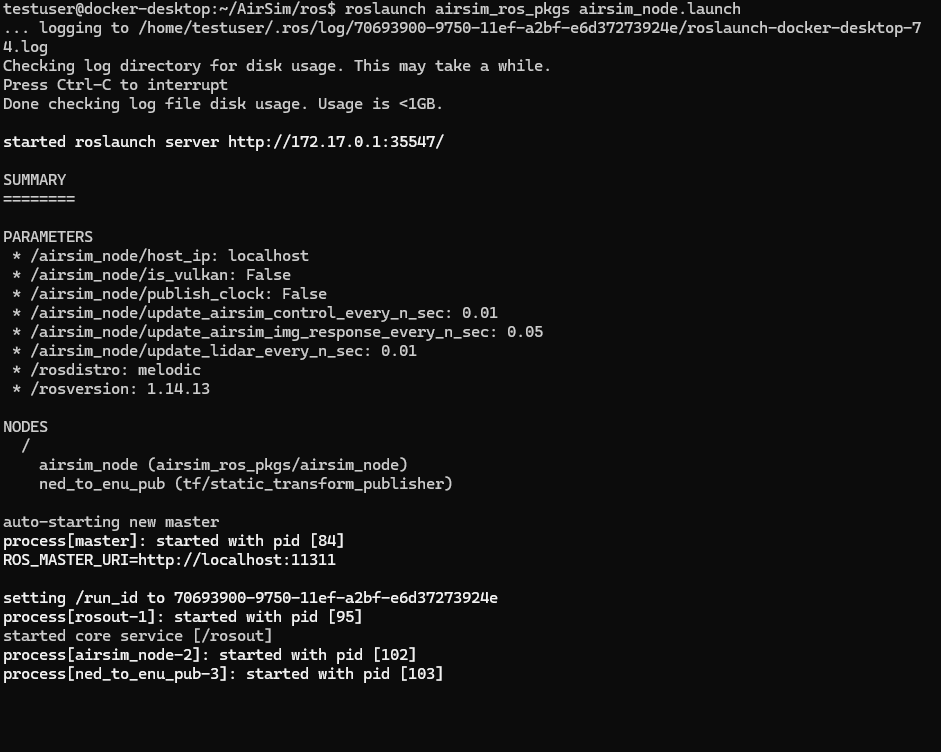 testuser@docker-desktop:~/AirSim/ros$ roslaunch airsim_ros_pkgs airsim_node.launch
... logging to /home/testuser/.ros/log/70693900-9750-11ef-a2bf-e6d37273924e/roslaunch-docker-desktop-7
4.log
Checking log directory for disk usage. This may take a while.
Press Ctrl-C to interrupt
Done checking log file disk usage. Usage is <1GB.

started roslaunch server http://172.17.0.1:35547/

SUMMARY
========

PARAMETERS
 * /airsim_node/host_ip: localhost
 * /airsim_node/is_vulkan: False
 * /airsim_node/publish_clock: False
 * /airsim_node/update_airsim_control_every_n_sec: 0.01
 * /airsim_node/update_airsim_img_response_every_n_sec: 0.05
 * /airsim_node/update_lidar_every_n_sec: 0.01
 * /rosdistro: melodic
 * /rosversion: 1.14.13

NODES
  /
    airsim_node (airsim_ros_pkgs/airsim_node)
    ned_to_enu_pub (tf/static_transform_publisher)

auto-starting new master
process[master]: started with pid [84]
ROS_MASTER_URI=http://localhost:11311

setting /run_id to 70693900-9750-11ef-a2bf-e6d37273924e
process[rosout-1]: started with pid [95]
started core service [/rosout]
process[airsim_node-2]: started with pid [102]
process[ned_to_enu_pub-3]: started with pid [103]